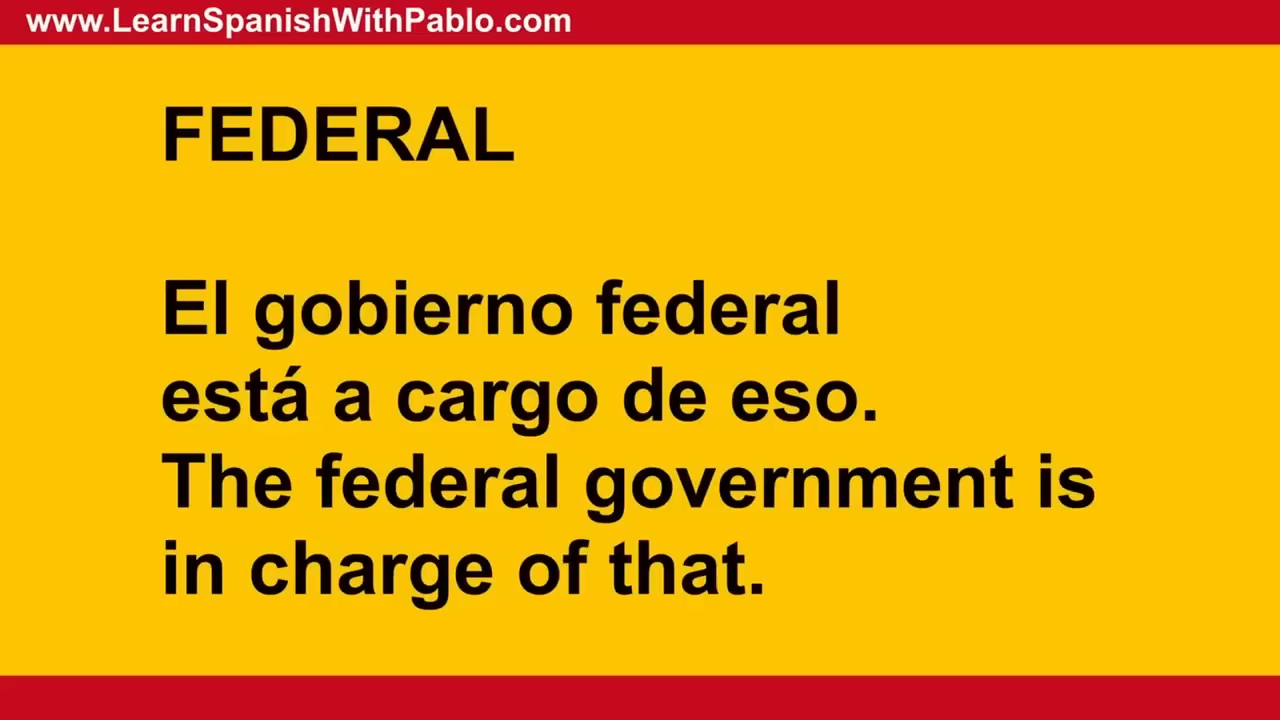 www.LearnSpanishWithPablo.com
FEDERAL
El gobierno federal
está a cargo de eso.
The federal government is
in charge of that.